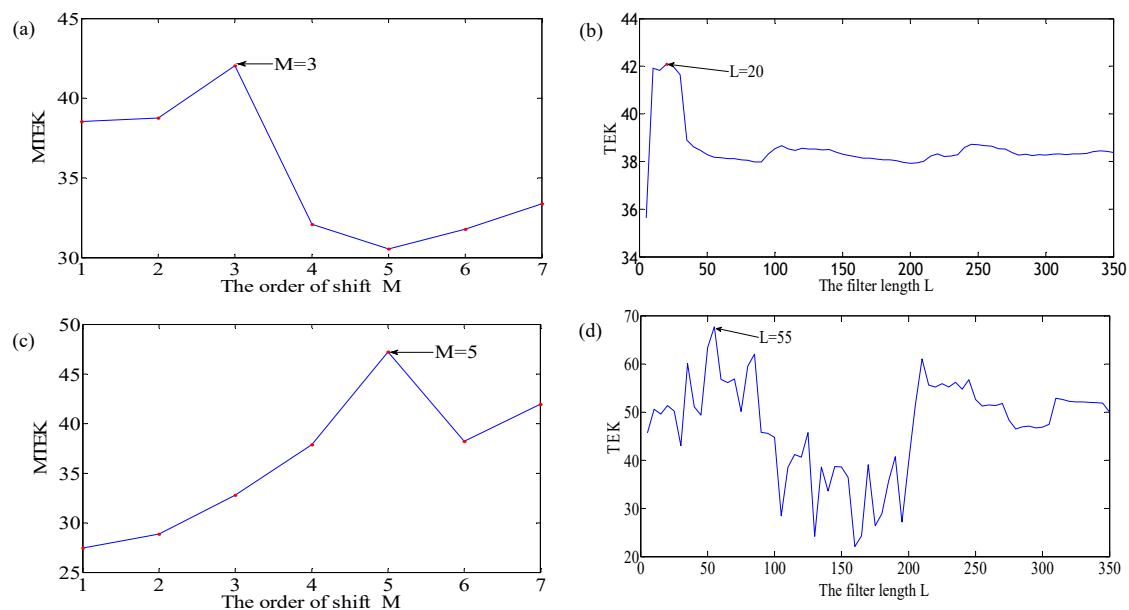 (a)
45
40
35
30
MTEK
M=3
1 2 3 4 5 6 7
The order of shift M
(b)
44
42
40
38
36
34
TEK
L=20
0 50 100 150 200 250 300 350
The filter length L
(c)
50
45
40
35
30
25
MTEK
M=5
1 2 3 4 5 6 7
The order of shift M
(d)
70
60
50
40
30
20
TEK
L=55
0 50 100 150 200 250 300 350
The filter length L